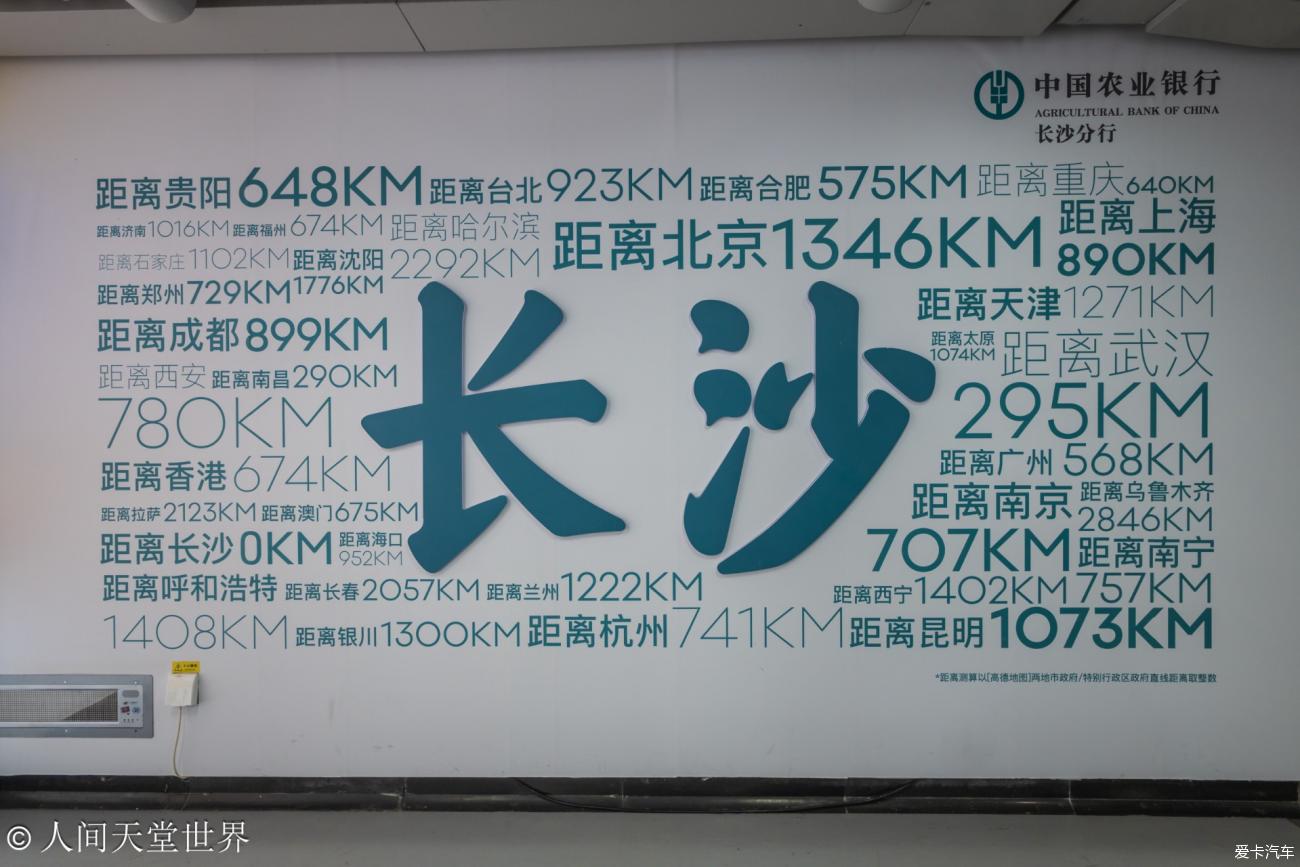 中国农业银行
AGRICULTURAL BANK OF CHINA
长沙分行
距离贵阳 648KM 距离台北 923KM 距离合肥 575KM 距离重庆 640KM
距离济南 1016KM 距离福州 674KM 距离哈尔滨 2292KM
距离北京 1346KM
距离上海 890KM
距离石家庄 1102KM 距离沈阳 1776KM
距离郑州 729KM
距离天津 1271KM
距离成都 899KM
距离太原 1074KM
距离武汉 295KM
距离西安 780KM
距离南昌 290KM
长沙
距离香港 674KM
距离广州 568KM
距离拉萨 2123KM 距离澳门 675KM
距离南京 707KM
距离乌鲁木齐 2846KM
距离长沙 0KM 距离海口 952KM
距离南宁 757KM
距离呼和浩特 1408KM
距离长春 2057KM 距离兰州 1222KM
距离西宁 1402KM
距离银川 1300KM 距离杭州 741KM 距离昆明 1073KM
*距离测算以[高德地图]两地市政府/特别行政区政府直线距离取整数
© 人间天堂世界
爱卡汽车